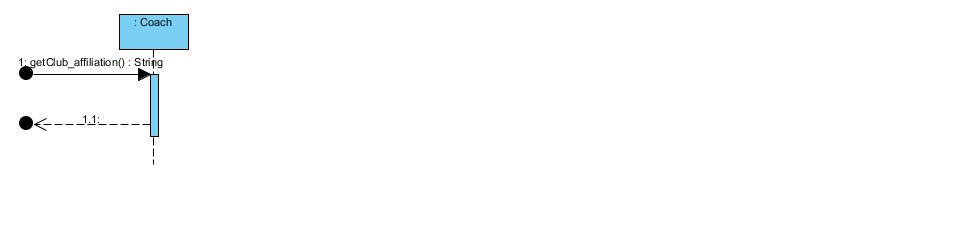 : Coach
1: getClub_affiliation() : String
1.1: